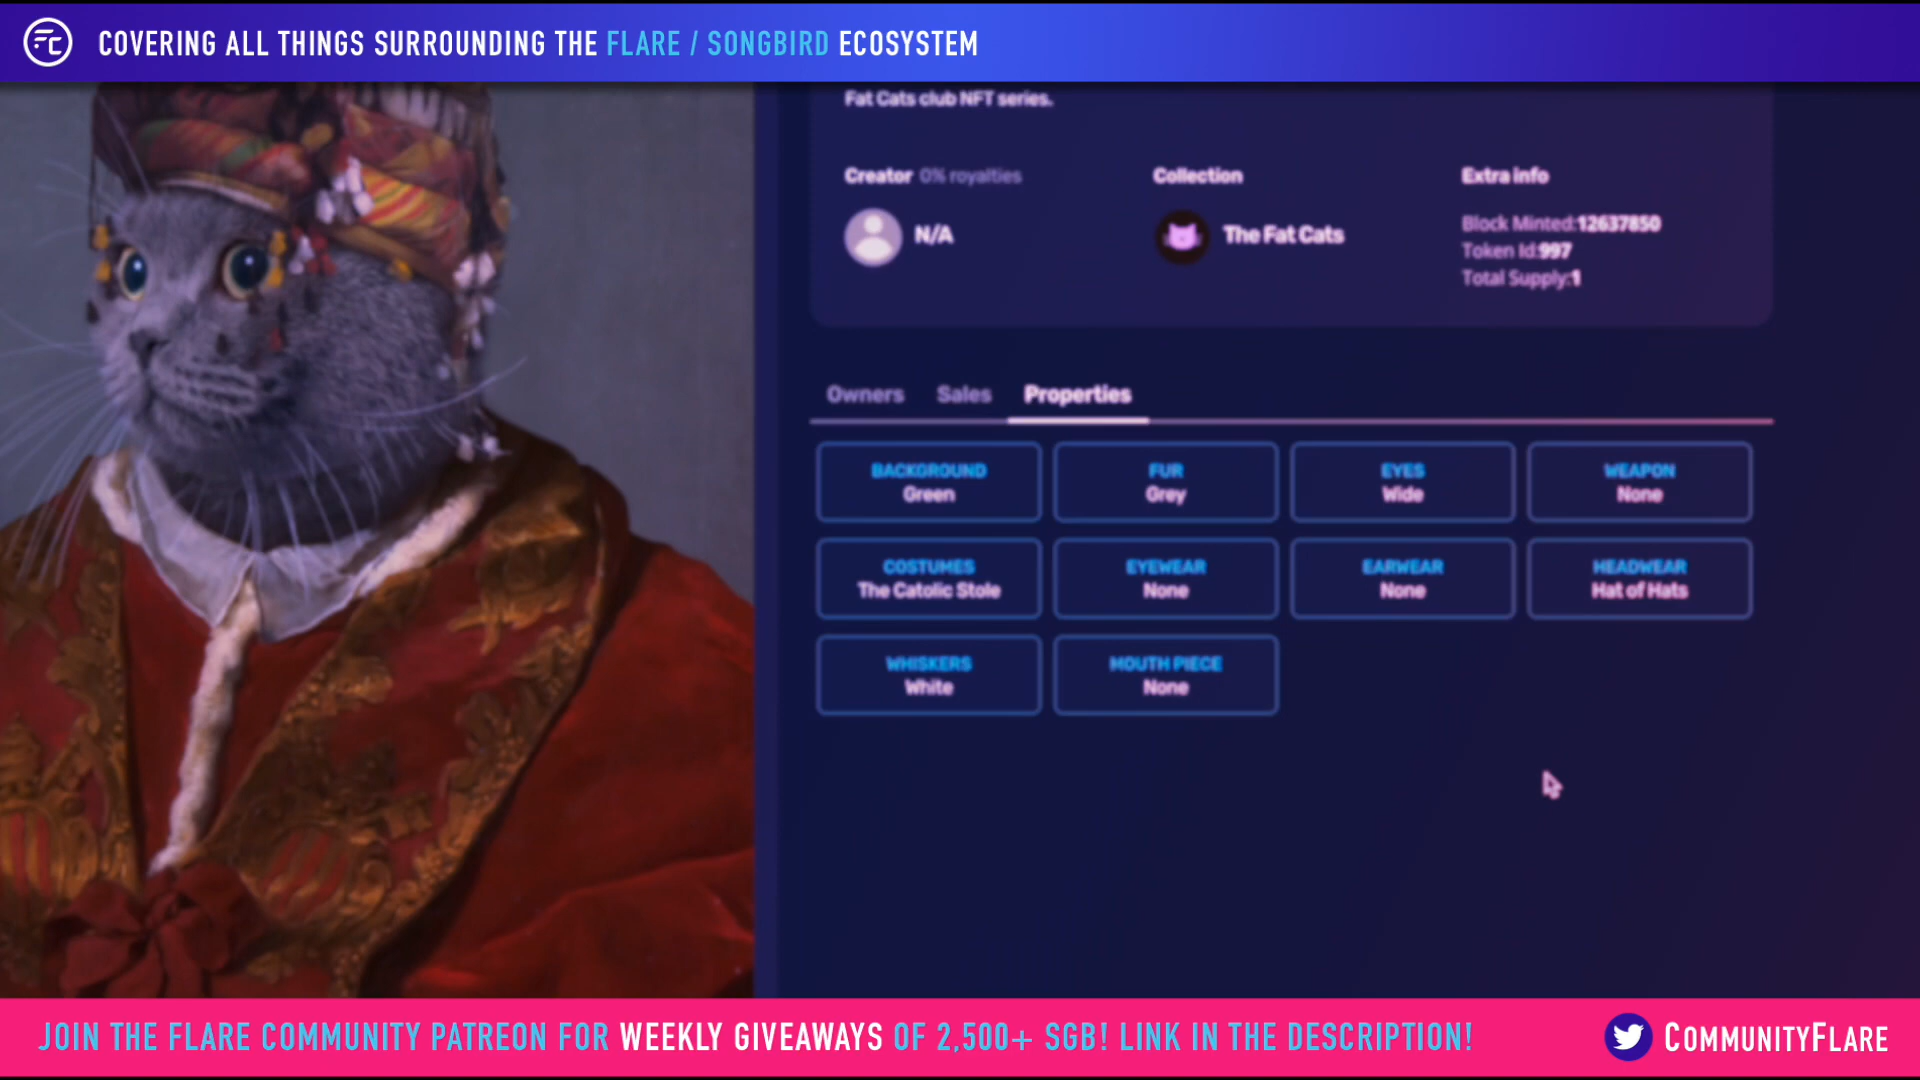 COVERING ALL THINGS SURROUNDING THE FLARE / SONGBIRD ECOSYSTEM
Fat Cats club NFT series.
Creator 0% royalties
N/A
Collection
The Fat Cats
Extra info
Block Minted:12637850
Token Id:997
Total Supply:1
Owners Sales Properties
BACKGROUND
Green
FUR
Grey
EYES
Wide
WEAPON
None
COSTUMES
The Catolic Stole
EYEWEAR
None
EARWEAR
None
HEADWEAR
Hat of Hats
WHISKERS
White
MOUTH PIECE
None
JOIN THE FLARE COMMUNITY PATREON FOR WEEKLY GIVEAWAYS OF 2,500+ SGB! LINK IN THE DESCRIPTION!
COMMUNITYFLARE